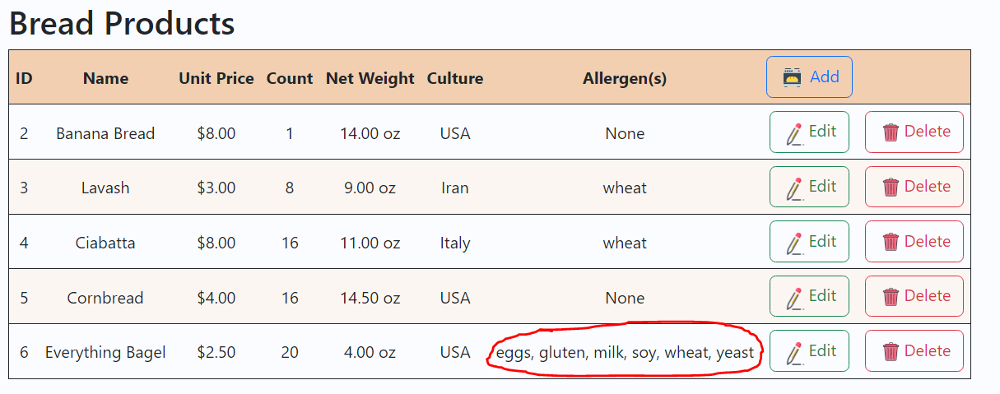 Bread Products
ID Name Unit Price Count Net Weight Culture Allergen(s) Add
2 Banana Bread $8.00 1 14.00 oz USA None Edit Delete
3 Lavash $3.00 8 9.00 oz Iran wheat Edit Delete
4 Ciabatta $8.00 16 11.00 oz Italy wheat Edit Delete
5 Cornbread $4.00 16 14.50 oz USA None Edit Delete
6 Everything Bagel $2.50 20 4.00 oz USA eggs, gluten, milk, soy, wheat, yeast Edit Delete